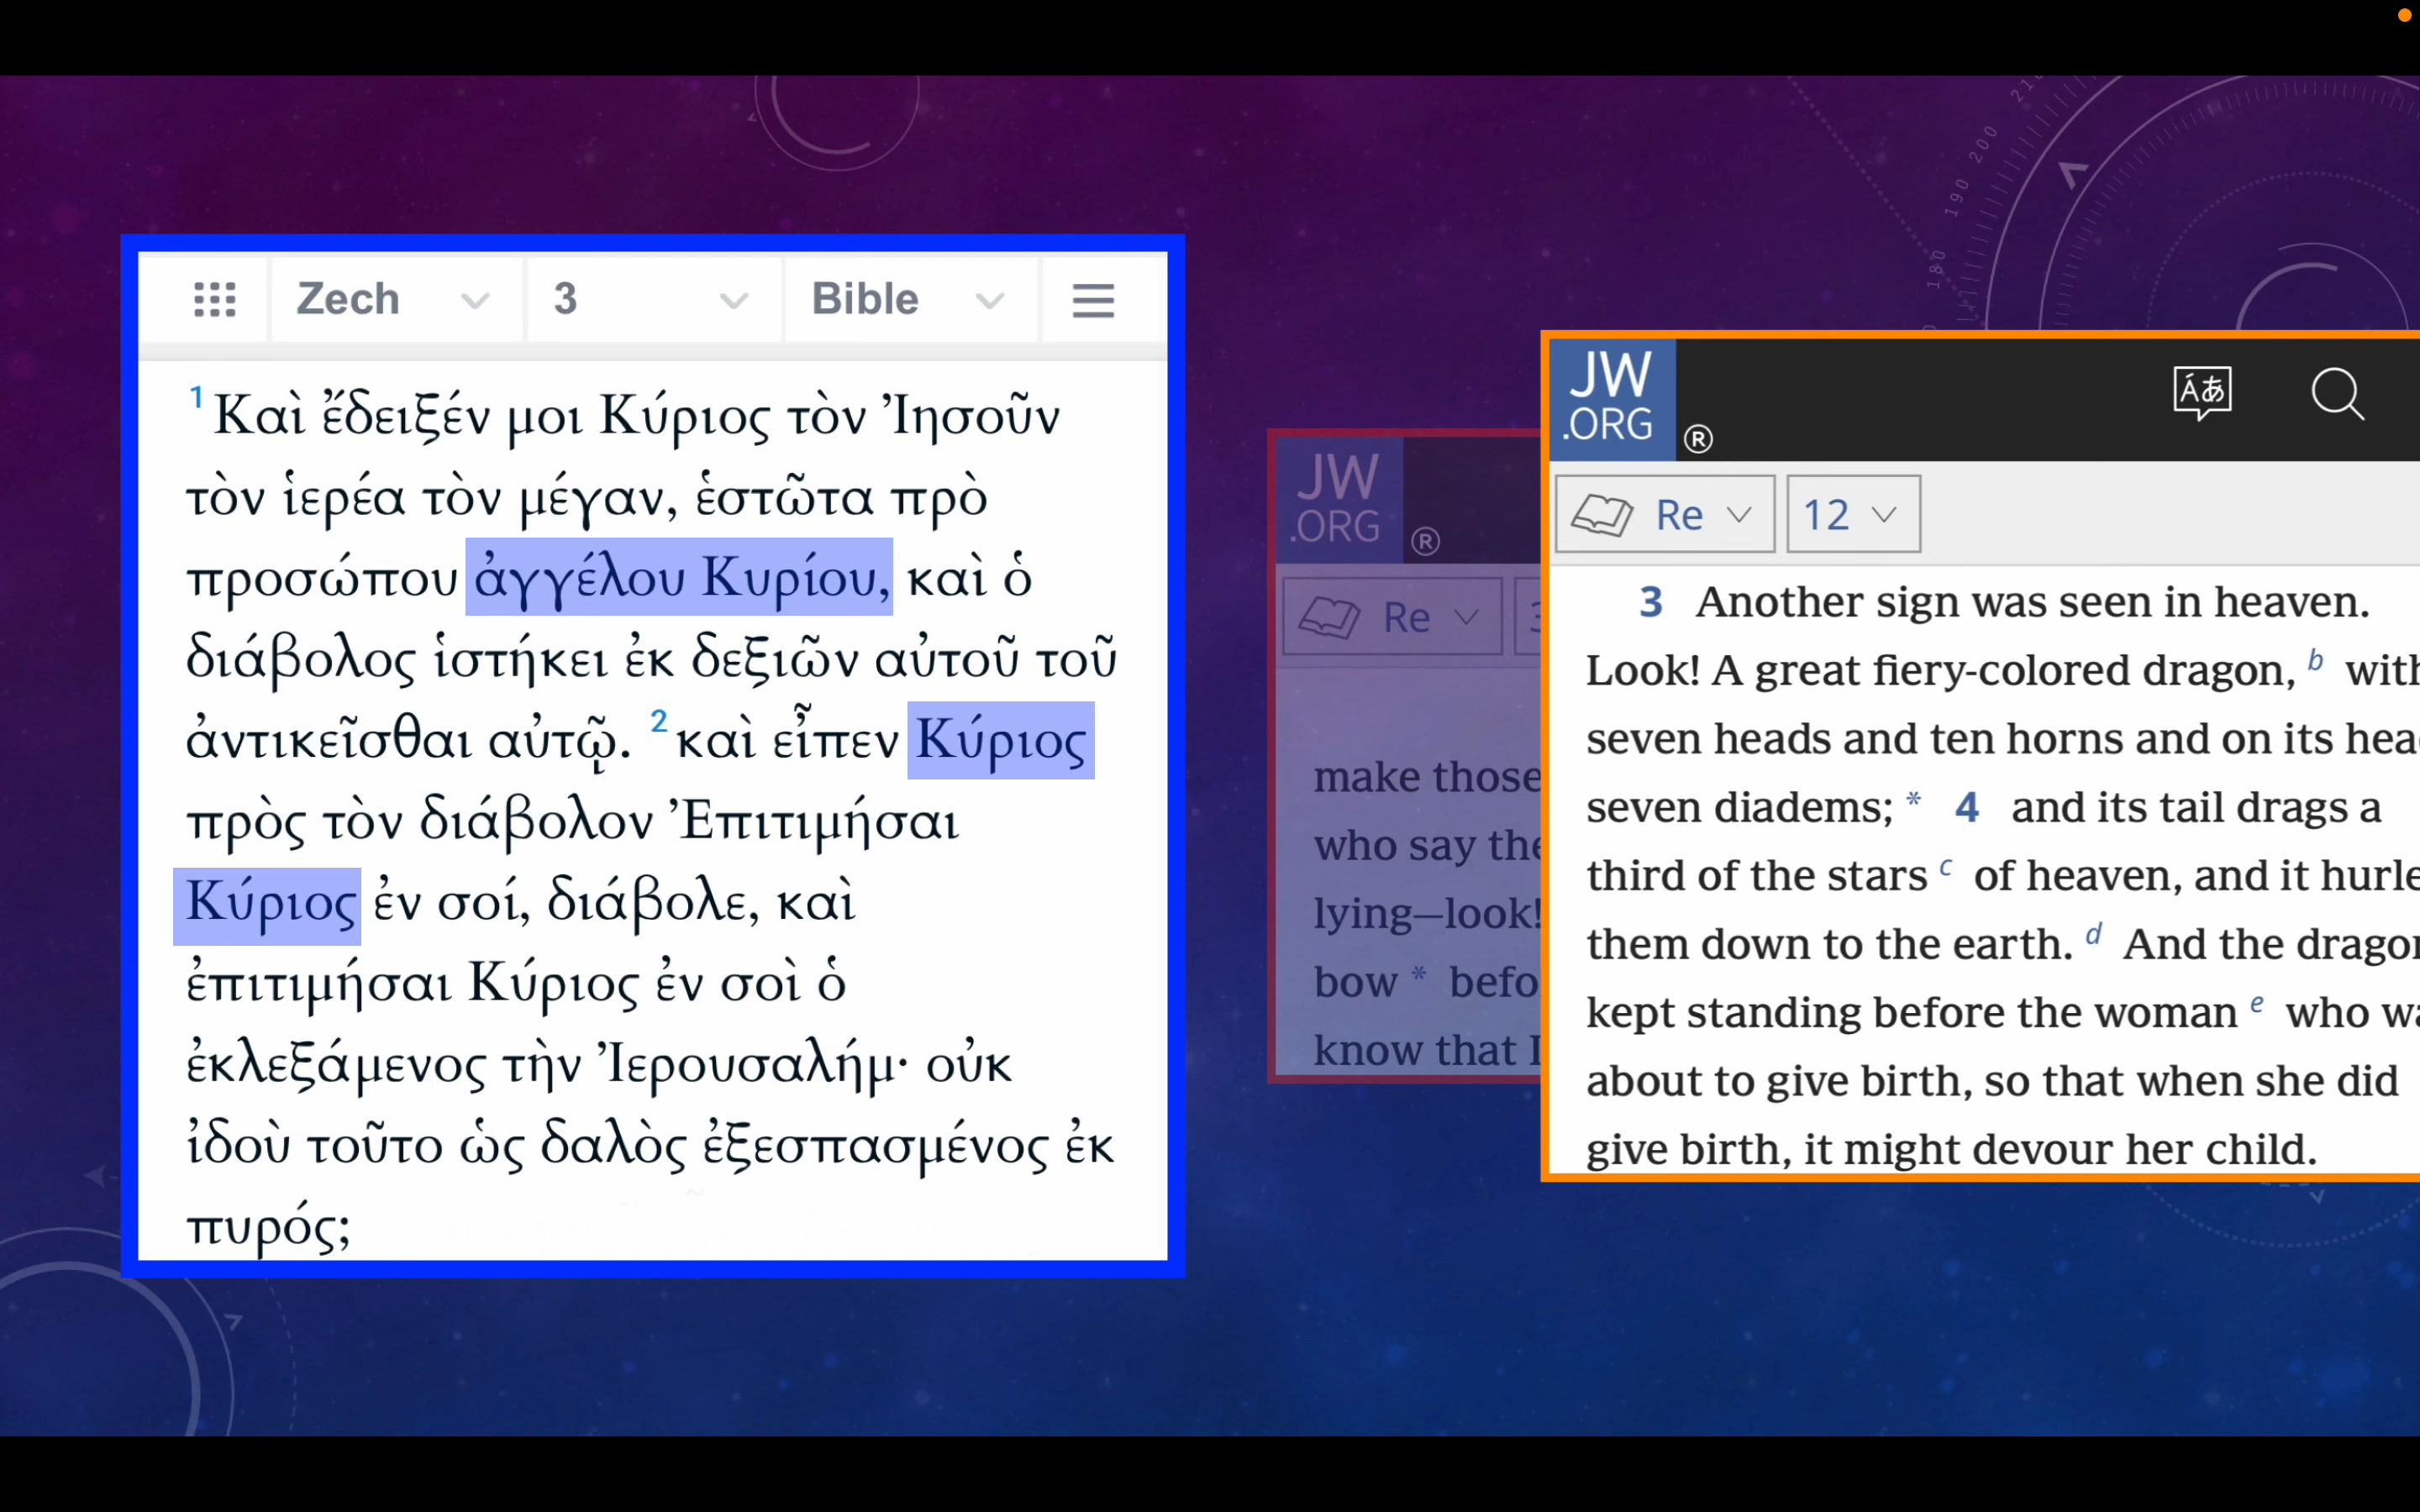 Zech 3 Bible
1 Καὶ ἔδειξέν μοι Κύριος τὸν Ἰησοῦν
τὸν ἱερέα τὸν μέγαν, ἑστῶτα πρὸ
προσώπου ἀγγέλου Κυρίου, καὶ ὁ
διάβολος ἱστήκει ἐκ δεξιῶν αὐτοῦ τοῦ
ἀντικεῖσθαι αὐτῷ. 2 καὶ εἶπεν Κύριος
πρὸς τὸν διάβολον Ἐπιτιμήσαι
Κύριος ἐν σοί, διάβολε, καὶ
ἐπιτιμήσαι Κύριος ἐν σοὶ ὁ
ἐκλεξάμενος τὴν Ἰερουσαλήμ· οὐκ
ἰδοὺ τοῦτο ὡς δαλὸς ἐξεσπασμένος ἐκ
πυρός;
JW
.ORG ®
Re
make those
who say the
lying—look!
bow * befo
know that I
JW
.ORG ®
Áあ
Re 12
3 Another sign was seen in heaven.
Look! A great fiery-colored dragon, b with
seven heads and ten horns and on its hea
seven diadems; * 4 and its tail drags a
third of the stars c of heaven, and it hurle
them down to the earth. d And the dragon
kept standing before the woman e who wa
about to give birth, so that when she did
give birth, it might devour her child.
180 190 200